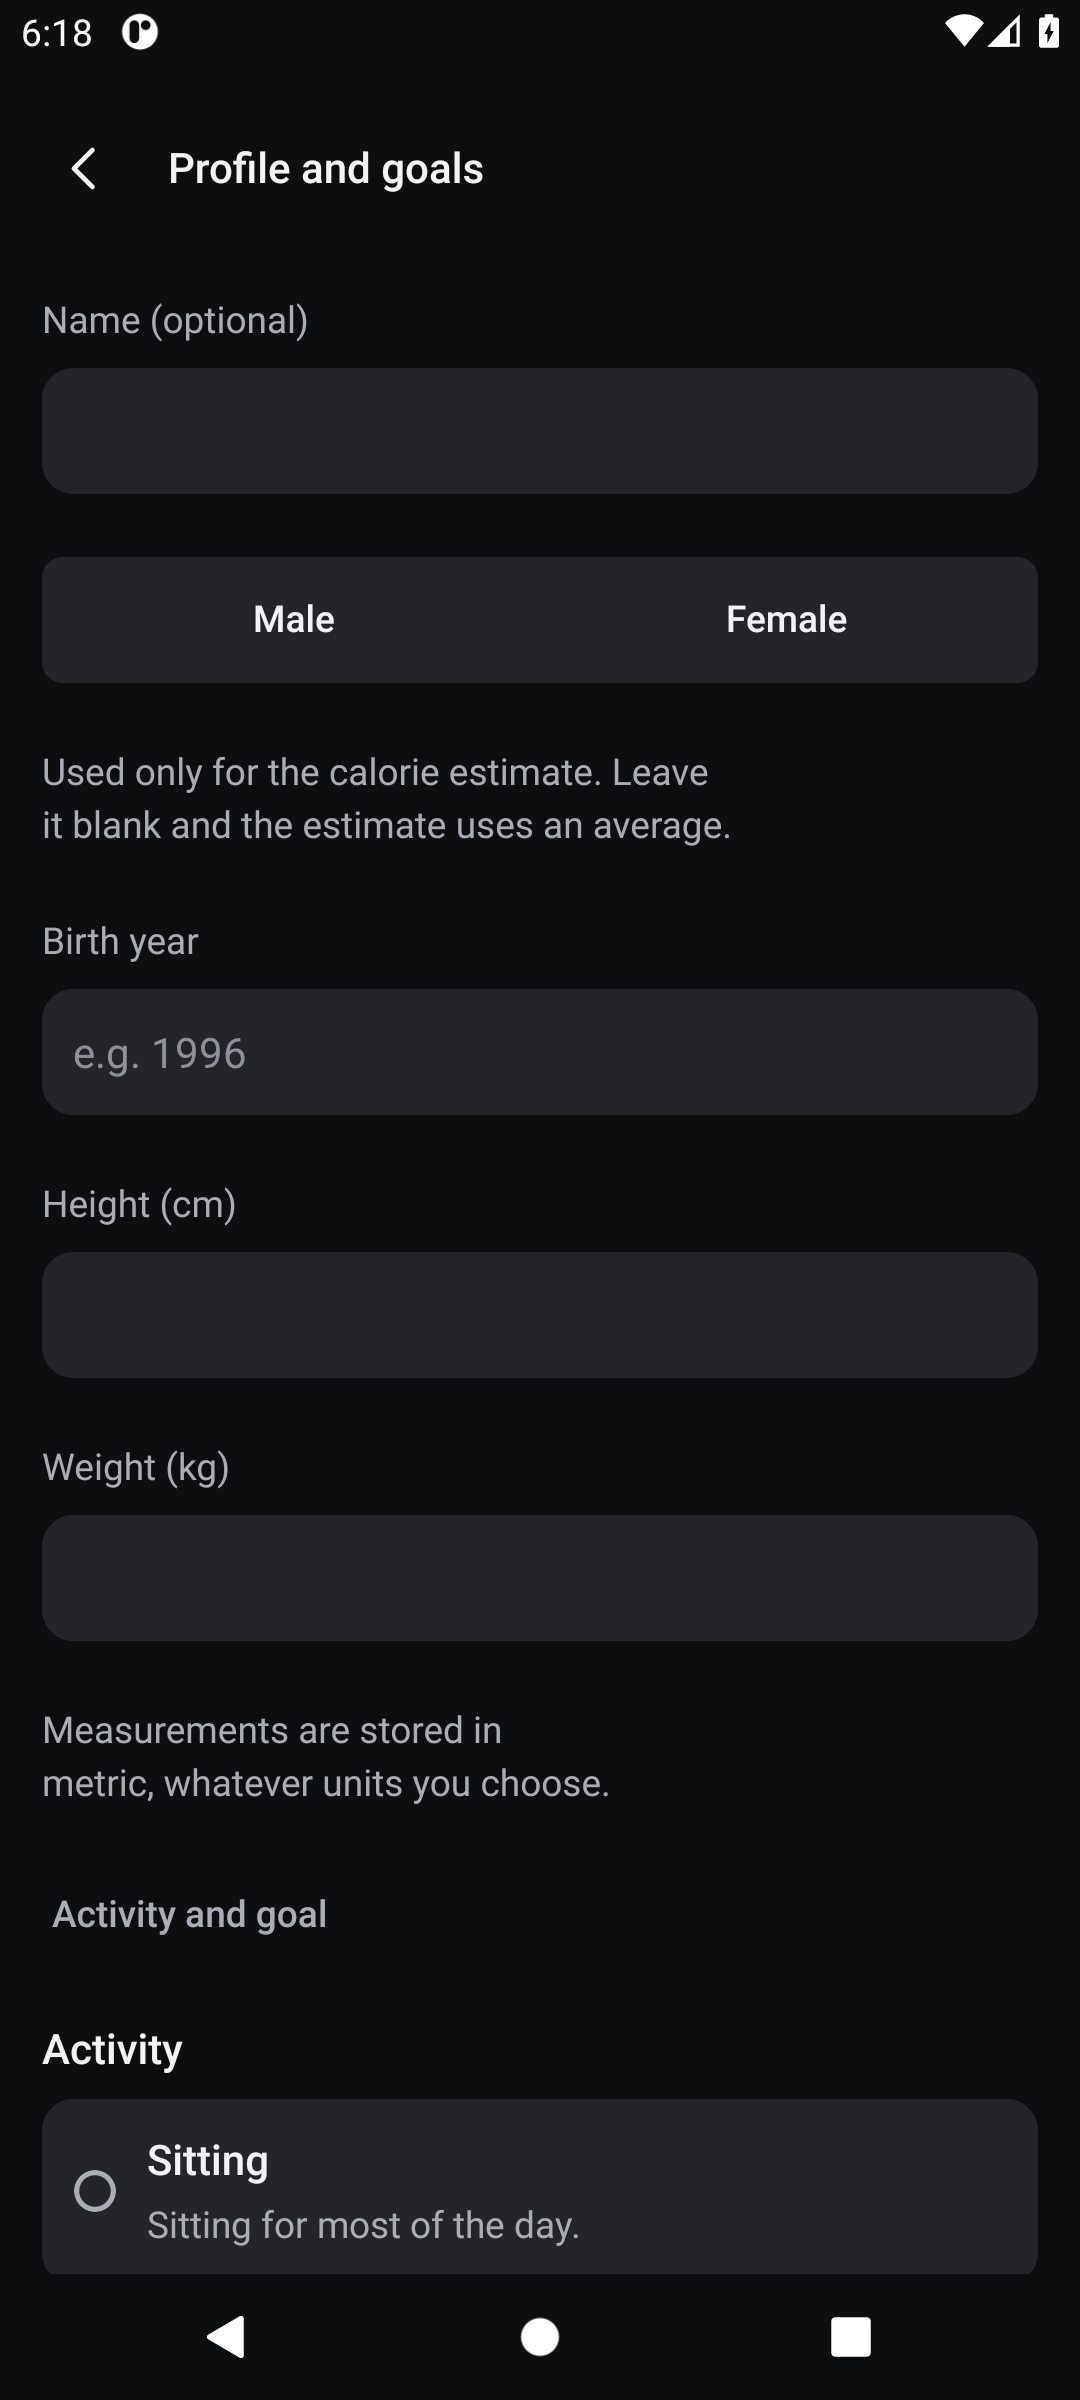 6:18
Profile and goals
Name (optional)
Male
Female
Used only for the calorie estimate. Leave
it blank and the estimate uses an average.
Birth year
e.g. 1996
Height (cm)
Weight (kg)
Measurements are stored in
metric, whatever units you choose.
Activity and goal
Activity
Sitting
Sitting for most of the day.